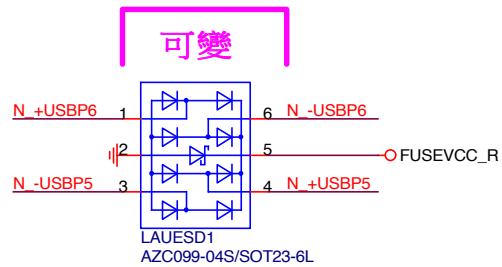 可變
N_+USBP6 1 6 N_-USBP6
2 5 FUSEVCC_R
N_-USBP5 3 4 N_+USBP5
LAUESD1
AZC099-04S/SOT23-6L